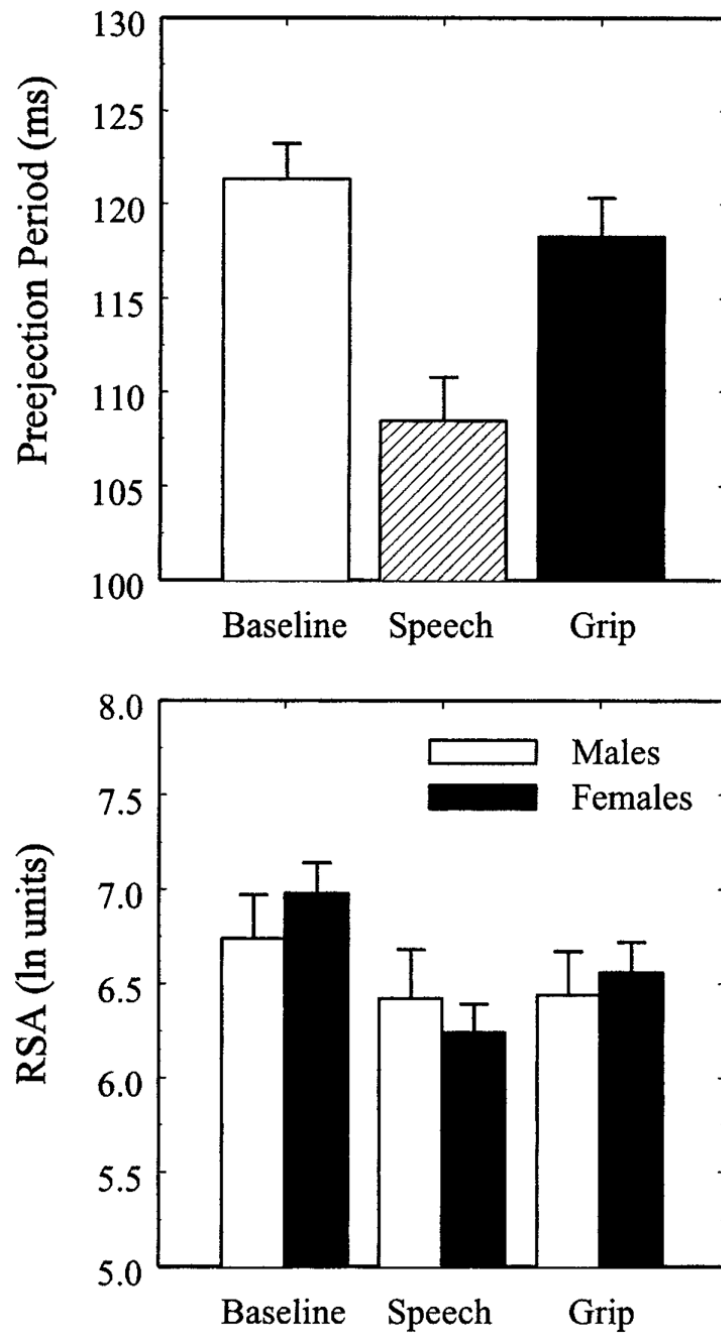 Preejection Period (ms)
130
125
120
115
110
105
100
Baseline Speech Grip
RSA (ln units)
8.0
7.5
7.0
6.5
6.0
5.5
5.0
Males
Females
Baseline Speech Grip